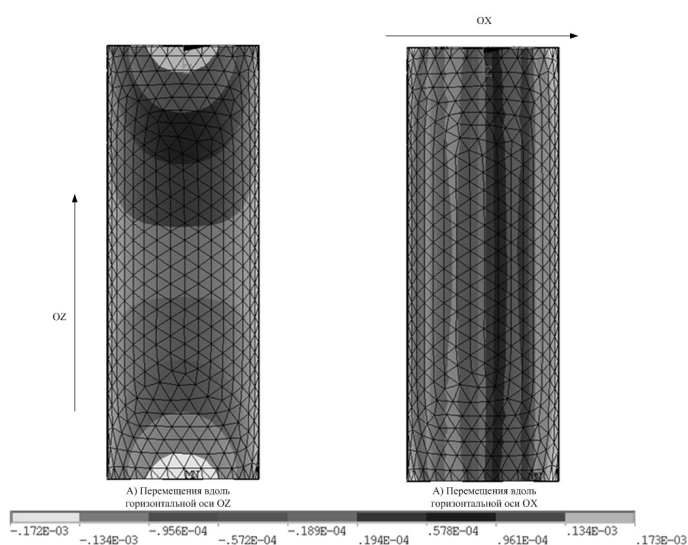 OX
OZ
А) Перемещения вдоль
горизонтальной оси OZ
А) Перемещения вдоль
горизонтальной оси OX
-.172E-03 -.956E-04 -.189E-04 .578E-04 .134E-03
-.134E-03 -.572E-04 .194E-04 .961E-04 .173E-03